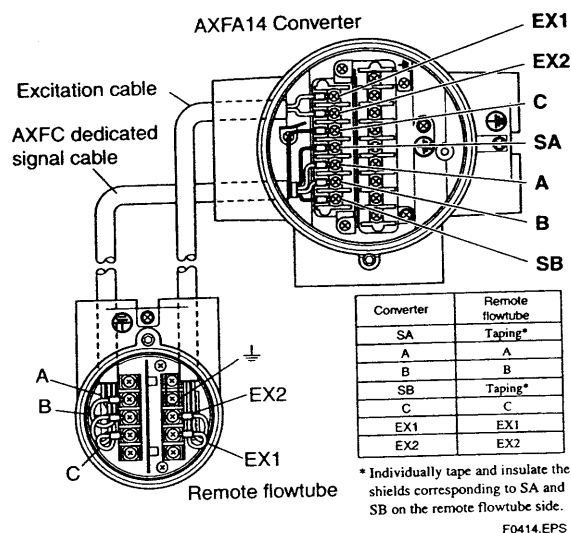 AXFA14 Converter
EX1
EX2
Excitation cable
C
AXFC dedicated
signal cable
SA
A
B
SB
Converter Remote flowtube
SA Taping*
A A
B B
SB Taping*
C C
EX1 EX1
EX2 EX2
A
B
C
EX2
EX1
Remote flowtube
* Individually tape and insulate the
shields corresponding to SA and
SB on the remote flowtube side.
F0414.EPS